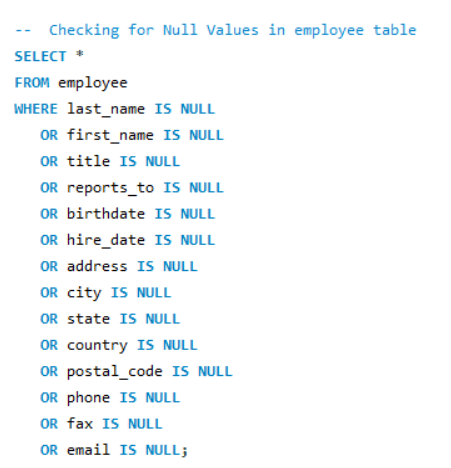 --  Checking for Null Values in employee table
SELECT *
FROM employee
WHERE last_name IS NULL
   OR first_name IS NULL
   OR title IS NULL
   OR reports_to IS NULL
   OR birthdate IS NULL
   OR hire_date IS NULL
   OR address IS NULL
   OR city IS NULL
   OR state IS NULL
   OR country IS NULL
   OR postal_code IS NULL
   OR phone IS NULL
   OR fax IS NULL
   OR email IS NULL;